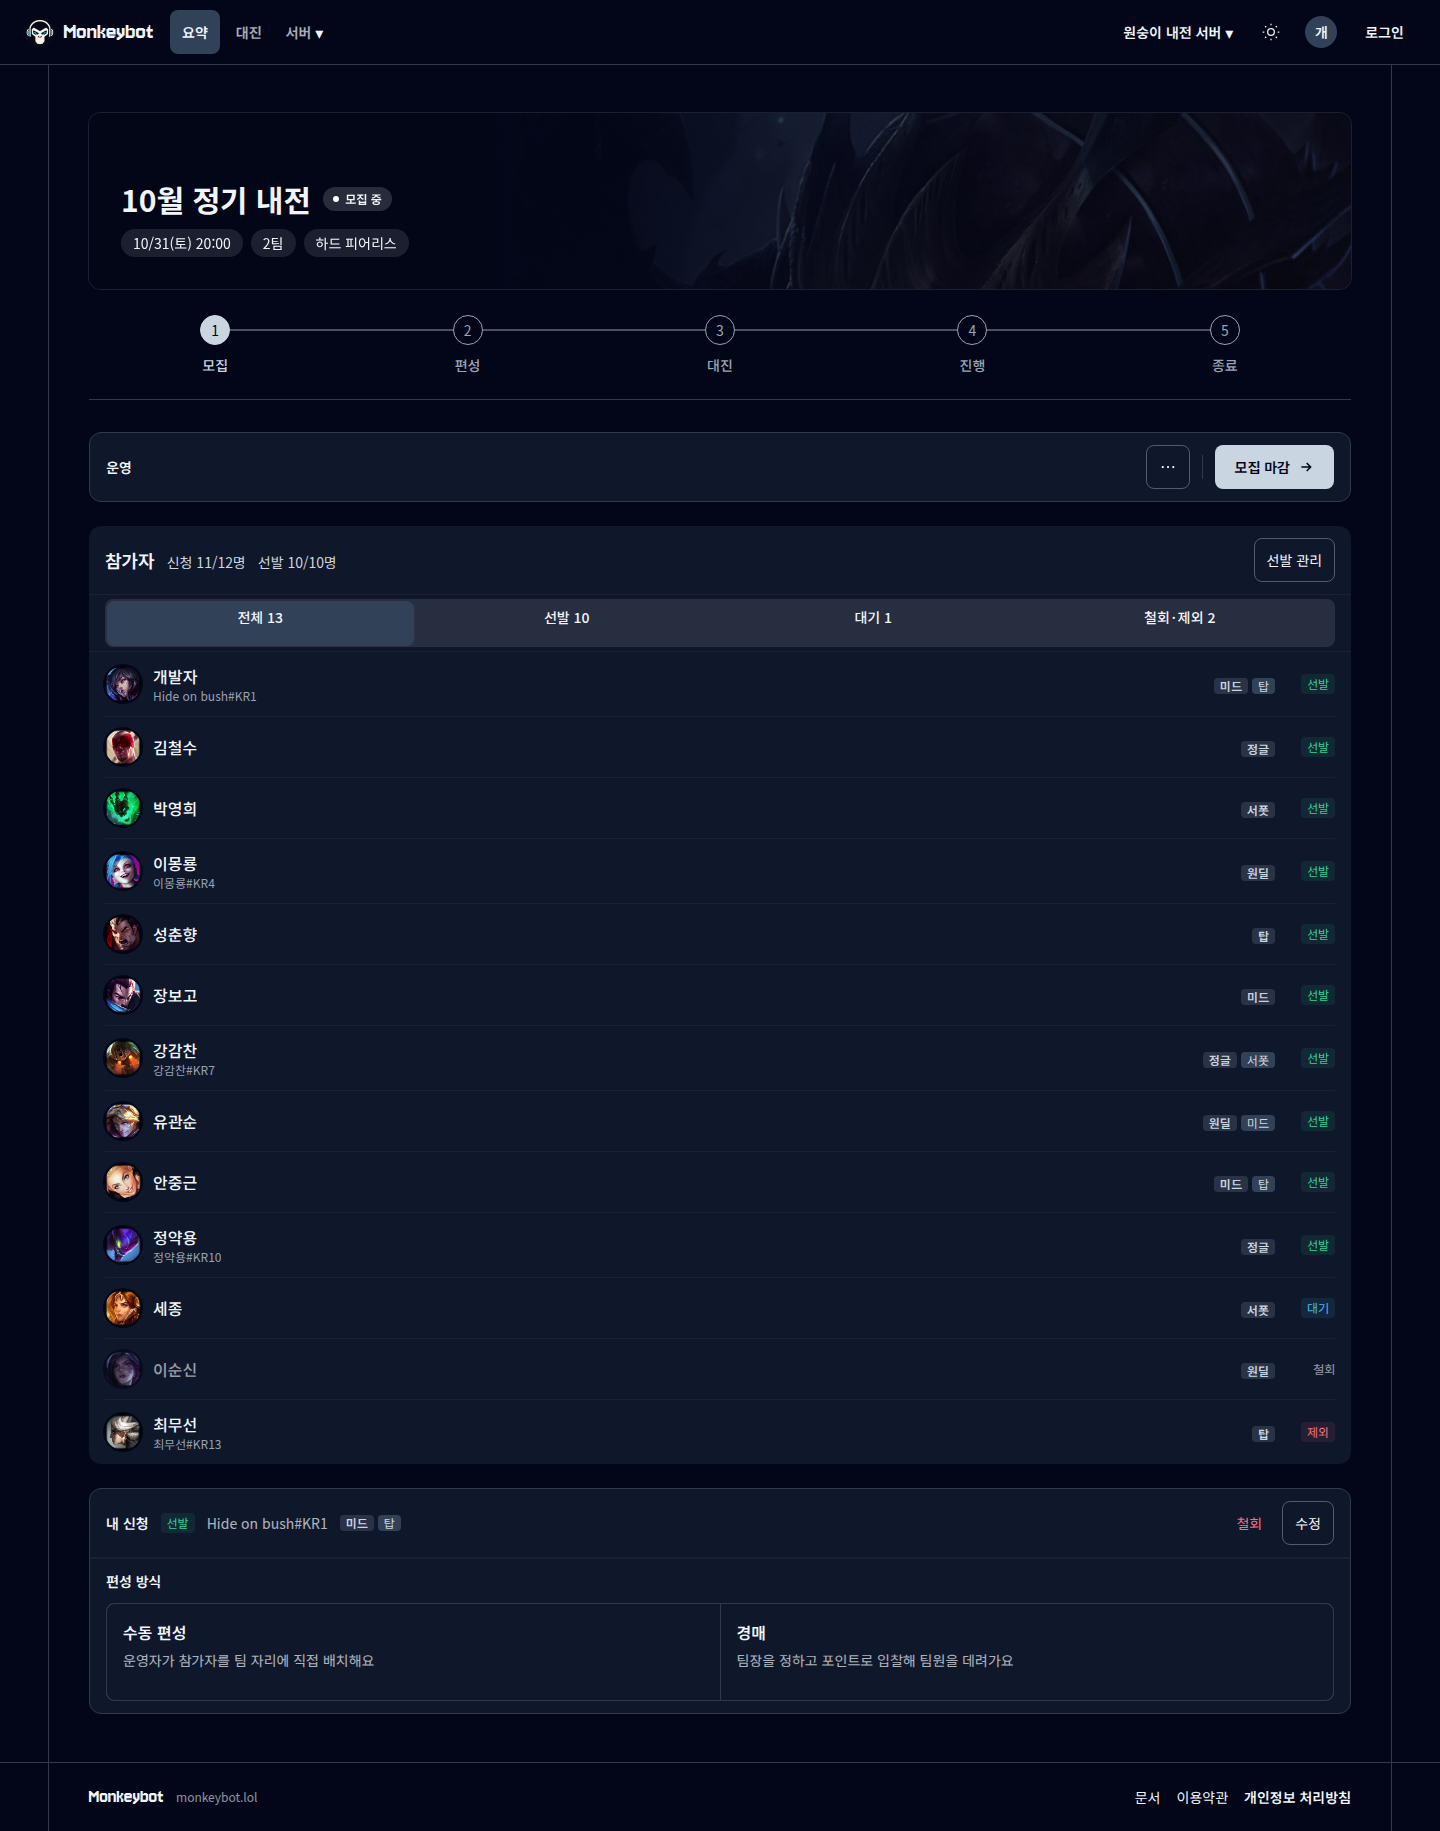 Monkeybot 요약 대진 서버 ▾ 원숭이 내전 서버 ▾ 개 로그인
10월 정기 내전 모집 중
10/31(토) 20:00 2팀 하드 피어리스
1 2 3 4 5
모집 편성 대진 진행 종료
운영 ··· 모집 마감 →
참가자 신청 11/12명 선발 10/10명 선발 관리
전체 13 선발 10 대기 1 철회·제외 2
개발자
Hide on bush#KR1 미드 탑 선발
김철수 정글 선발
박영희 서폿 선발
이몽룡
이몽룡#KR4 원딜 선발
성춘향 탑 선발
장보고 미드 선발
강감찬
강감찬#KR7 정글 서폿 선발
유관순 원딜 미드 선발
안중근 미드 탑 선발
정약용
정약용#KR10 정글 선발
세종 서폿 대기
이순신 원딜 철회
최무선
최무선#KR13 탑 제외
내 신청 선발 Hide on bush#KR1 미드 탑 철회 수정
편성 방식
수동 편성 경매
운영자가 참가자를 팀 자리에 직접 배치해요 팀장을 정하고 포인트로 입찰해 팀원을 데려가요
Monkeybot monkeybot.lol 문서 이용약관 개인정보 처리방침